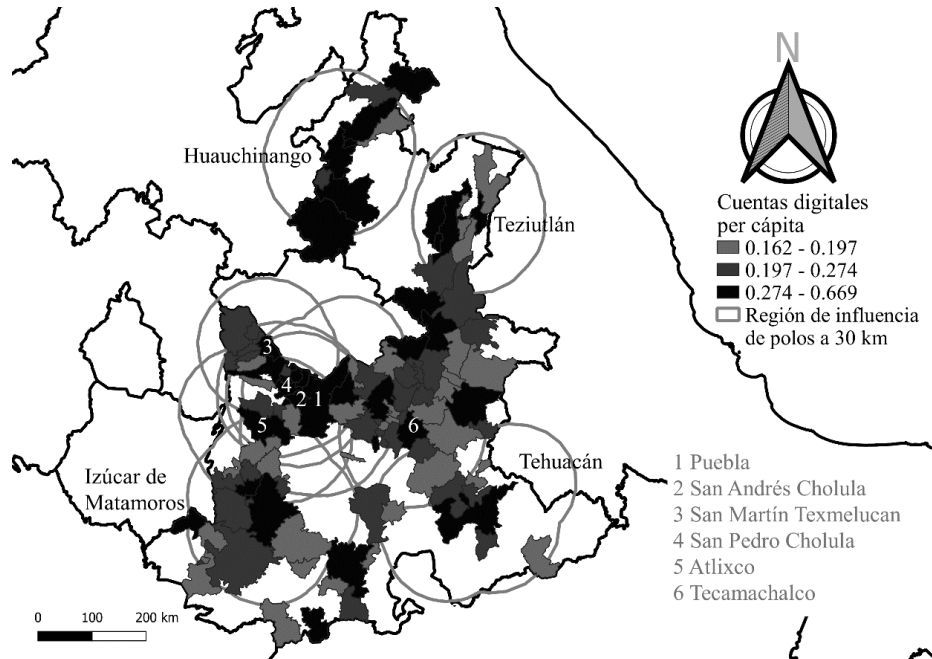 N
Huauchinango
Teziutlán
Cuentas digitales
per cápita
0.162 - 0.197
0.197 - 0.274
0.274 - 0.669
Región de influencia
de polos a 30 km
3
4
2 1
5
6
Izúcar de
Matamoros
Tehuacán
1 Puebla
2 San Andrés Cholula
3 San Martín Texmelucan
4 San Pedro Cholula
5 Atlixco
6 Tecamachalco
0 100 200 km